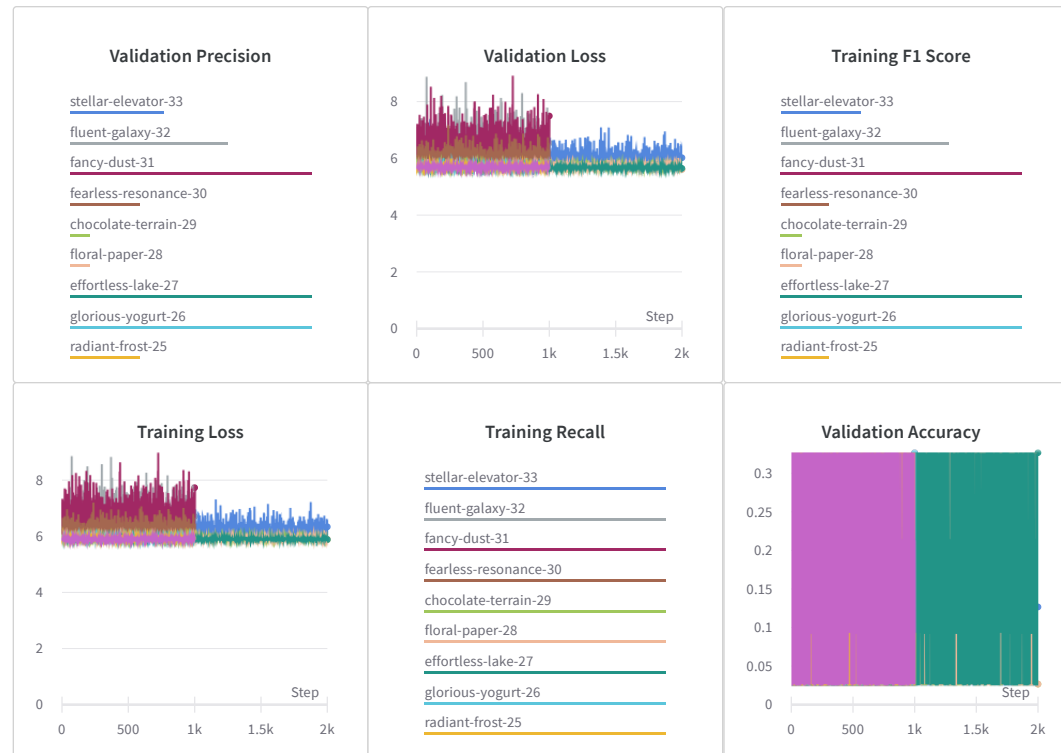 Validation Precision
stellar-elevator-33
fluent-galaxy-32
fancy-dust-31
fearless-resonance-30
chocolate-terrain-29
floral-paper-28
effortless-lake-27
glorious-yogurt-26
radiant-frost-25
Validation Loss
8
6
4
2
0
Step
0 500 1k 1.5k 2k
Training F1 Score
stellar-elevator-33
fluent-galaxy-32
fancy-dust-31
fearless-resonance-30
chocolate-terrain-29
floral-paper-28
effortless-lake-27
glorious-yogurt-26
radiant-frost-25
Training Loss
8
6
4
2
0
Step
0 500 1k 1.5k 2k
Training Recall
stellar-elevator-33
fluent-galaxy-32
fancy-dust-31
fearless-resonance-30
chocolate-terrain-29
floral-paper-28
effortless-lake-27
glorious-yogurt-26
radiant-frost-25
Validation Accuracy
0.3
0.25
0.2
0.15
0.1
0.05
0
Step
0 500 1k 1.5k 2k